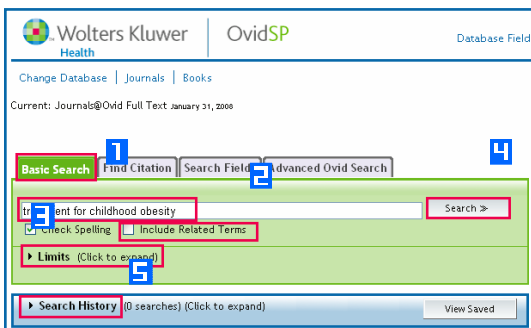 Wolters Kluwer
Health
OvidSP
Database Field
Change Database | Journals | Books
Current: Journals@Ovid Full Text January 31, 2008
1
4
Basic Search
Find Citation
Search Field
2
Advanced Ovid Search
3
for childhood obesity
Search »
Check Spelling
Include Related Terms
Limits (Click to expand)
5
Search History (0 searches) (Click to expand)
View Saved